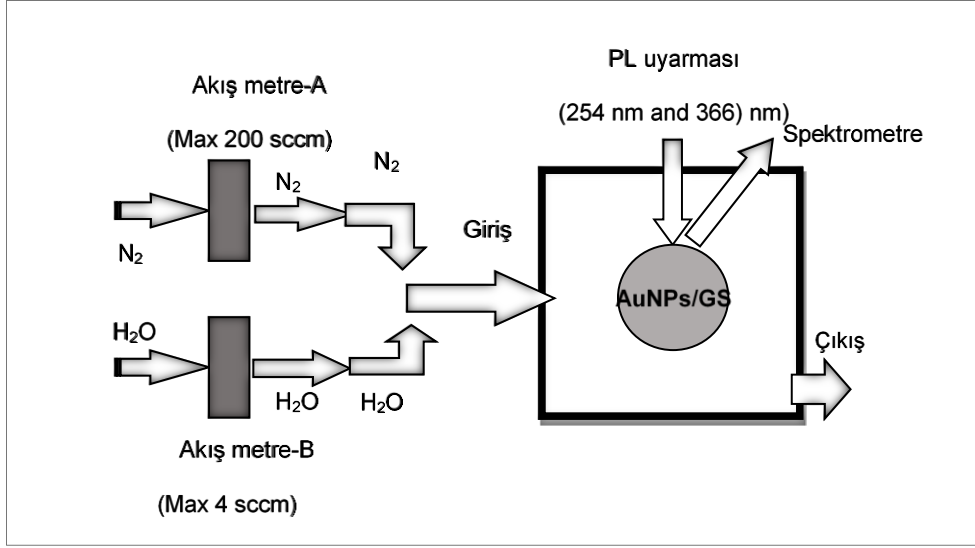 PL uyarması
(254 nm and 366) nm)
Spektrometre
Akış metre-A
(Max 200 sccm)
N₂
N₂
N₂
Giriş
AuNPs/GS
Çıkış
H₂O
H₂O
H₂O
Akış metre-B
(Max 4 sccm)